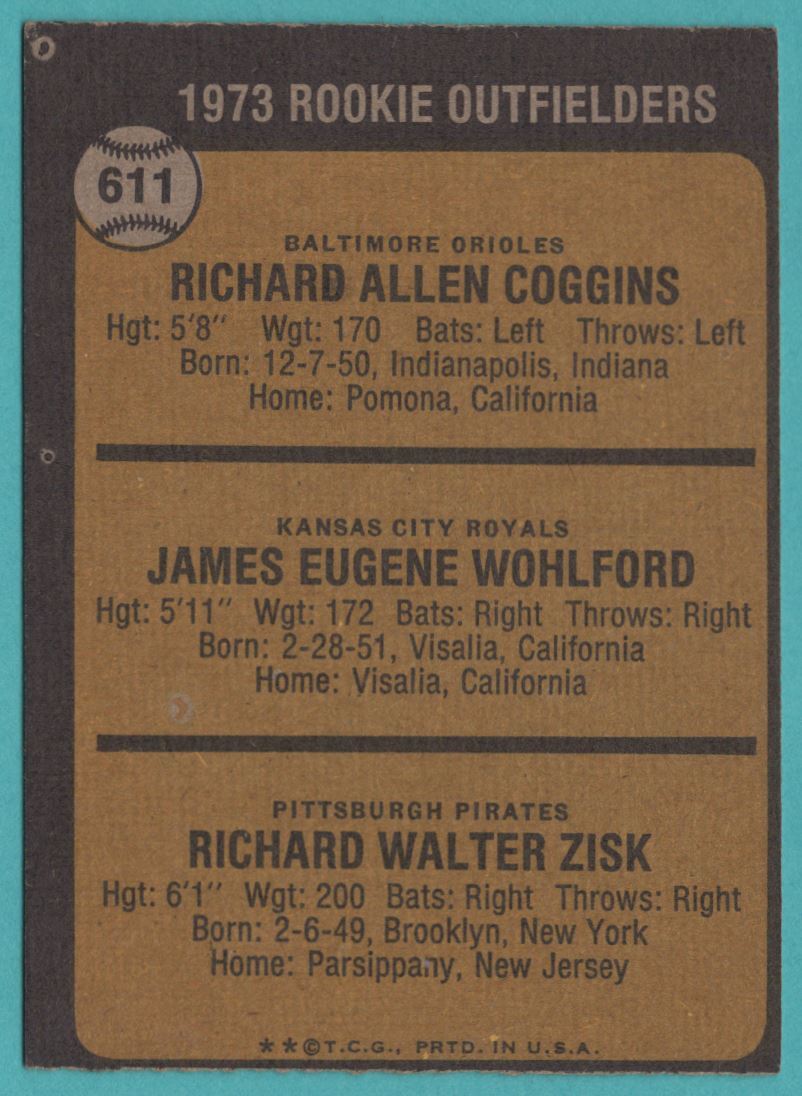 1973 ROOKIE OUTFIELDERS
611
BALTIMORE ORIOLES
RICHARD ALLEN COGGINS
Hgt: 5'8" Wgt: 170 Bats: Left Throws: Left
Born: 12-7-50, Indianapolis, Indiana
Home: Pomona, California
KANSAS CITY ROYALS
JAMES EUGENE WOHLFORD
Hgt: 5'11" Wgt: 172 Bats: Right Throws: Right
Born: 2-28-51, Visalia, California
Home: Visalia, California
PITTSBURGH PIRATES
RICHARD WALTER ZISK
Hgt: 6'1" Wgt: 200 Bats: Right Throws: Right
Born: 2-6-49, Brooklyn, New York
Home: Parsippany, New Jersey
**©T.C.G., PRTD. IN U.S.A.